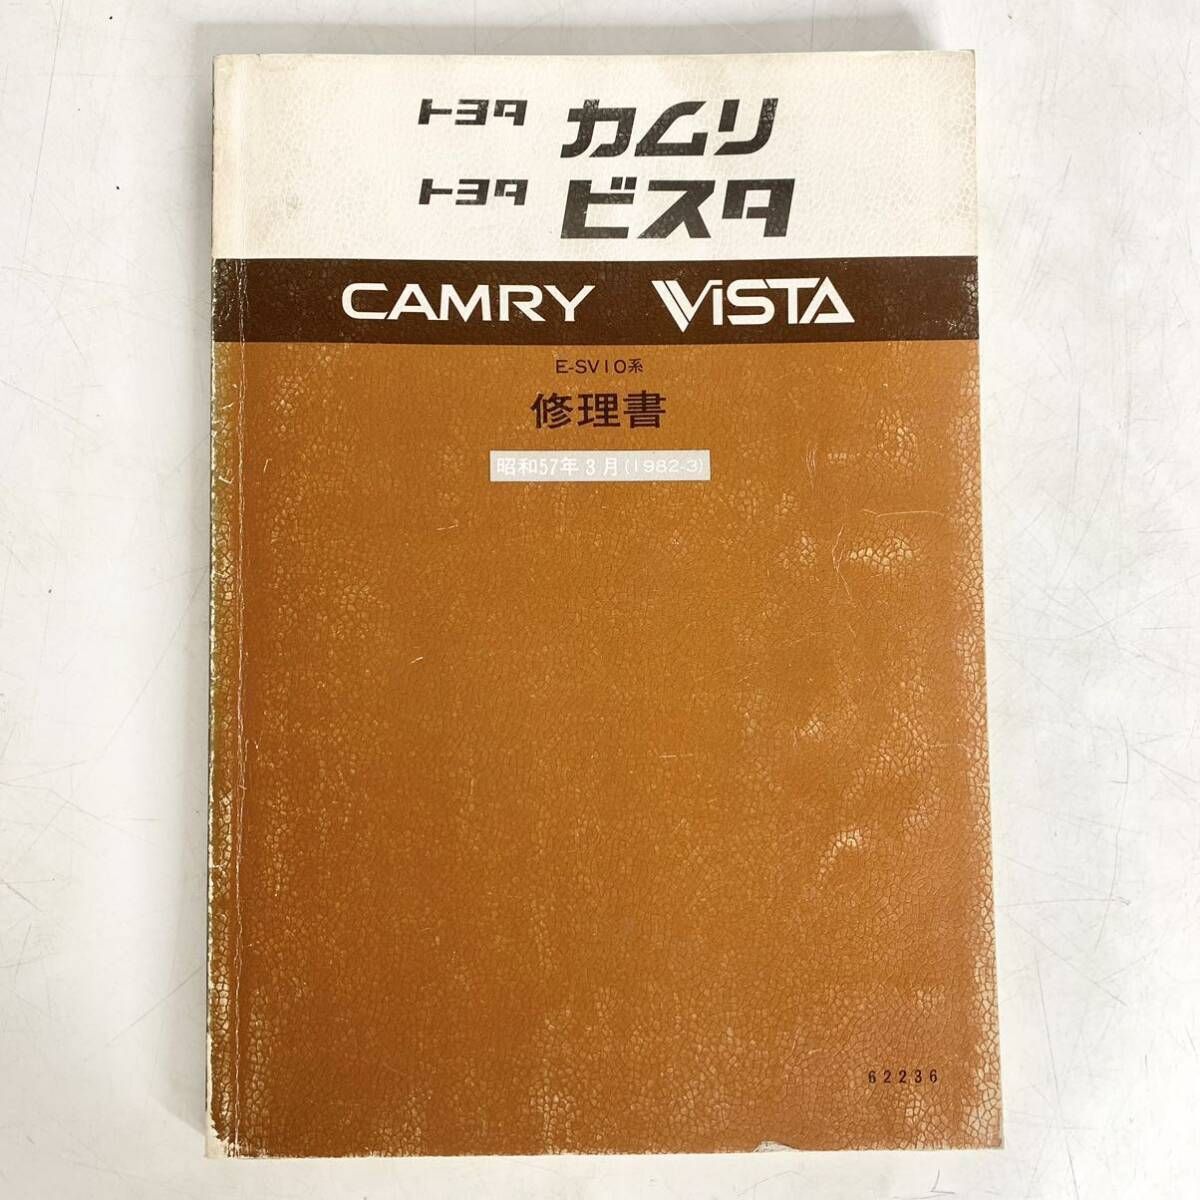 トヨタ カムリ
トヨタ ビスタ
CAMRY ViSTA
E-SV10系
修理書
昭和57年3月(1982-3)
62236